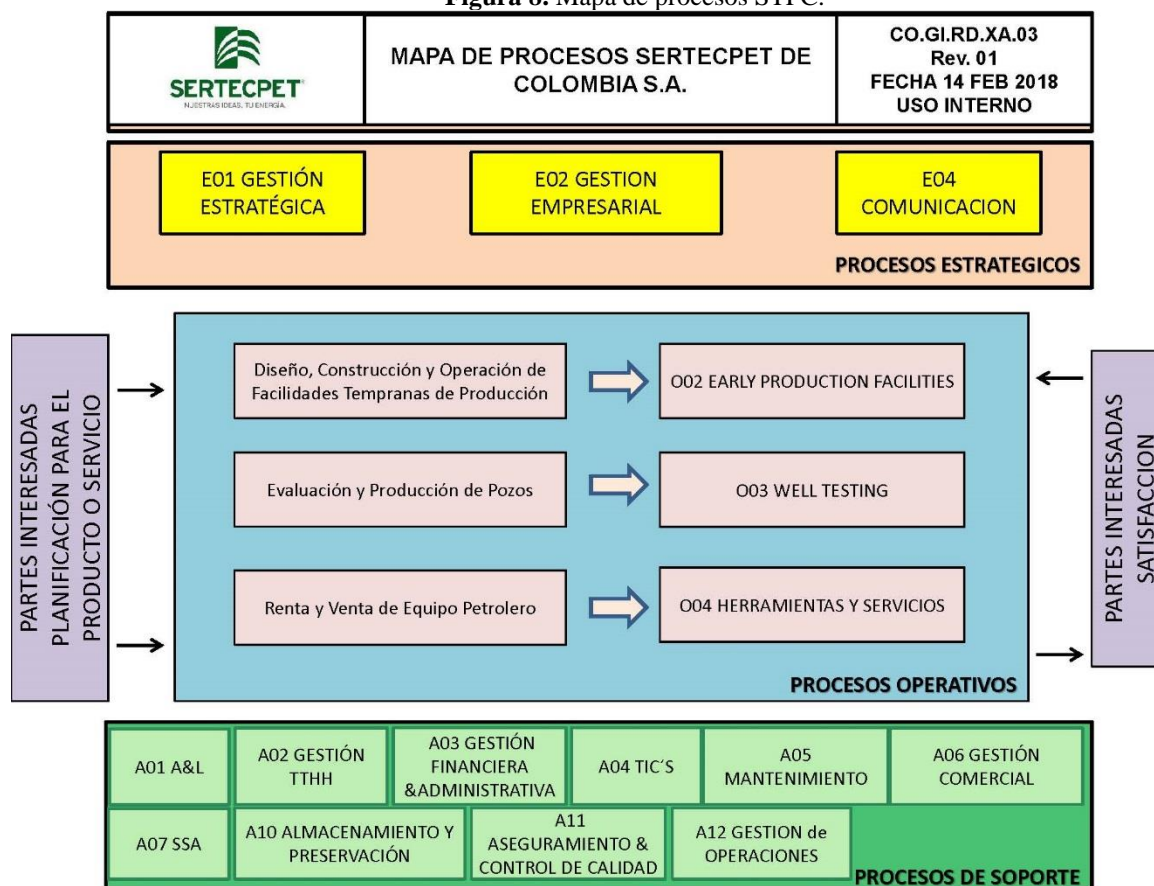 Figura 8. Mapa de procesos STPC.
SERTECPET
NUESTRAS IDEAS, TU ENERGÍA.
MAPA DE PROCESOS SERTECPET DE
COLOMBIA S.A.
CO.GI.RD.XA.03
Rev. 01
FECHA 14 FEB 2018
USO INTERNO
E01 GESTIÓN
ESTRATÉGICA
E02 GESTION
EMPRESARIAL
E04
COMUNICACION
PROCESOS ESTRATEGICOS
PARTES INTERESADAS
PLANIFICACIÓN PARA EL
PRODUCTO O SERVICIO
Diseño, Construcción y Operación de
Facilidades Tempranas de Producción
O02 EARLY PRODUCTION FACILITIES
Evaluación y Producción de Pozos
O03 WELL TESTING
Renta y Venta de Equipo Petrolero
O04 HERRAMIENTAS Y SERVICIOS
PROCESOS OPERATIVOS
PARTES INTERESADAS
SATISFACCION
A01 A&L
A02 GESTIÓN
TTHH
A03 GESTIÓN
FINANCIERA
&ADMINISTRATIVA
A04 TIC´S
A05
MANTENIMIENTO
A06 GESTIÓN
COMERCIAL
A07 SSA
A10 ALMACENAMIENTO Y
PRESERVACIÓN
A11
ASEGURAMIENTO &
CONTROL DE CALIDAD
A12 GESTION de
OPERACIONES
PROCESOS DE SOPORTE